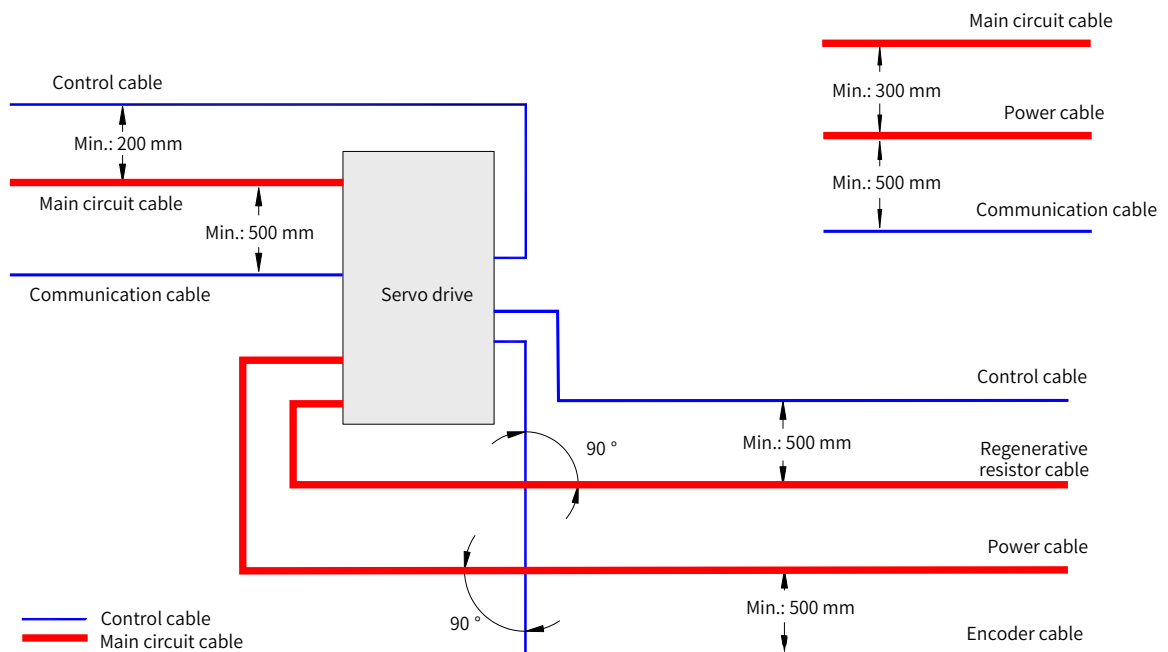 Main circuit cable
Control cable
Min.: 300 mm
Power cable
Min.: 200 mm
Min.: 500 mm
Main circuit cable
Communication cable
Min.: 500 mm
Communication cable
Servo drive
Control cable
Min.: 500 mm
90 °
Regenerative
resistor cable
Power cable
Min.: 500 mm
90 °
Encoder cable
Control cable
Main circuit cable